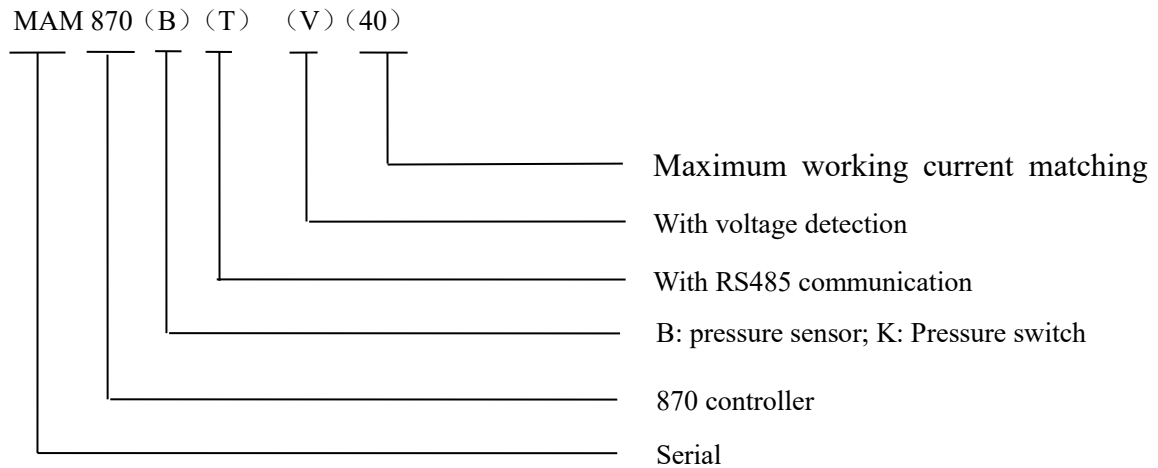 MAM 870（B）（T） （V）（40）
Maximum working current matching
With voltage detection
With RS485 communication
B: pressure sensor; K: Pressure switch
870 controller
Serial